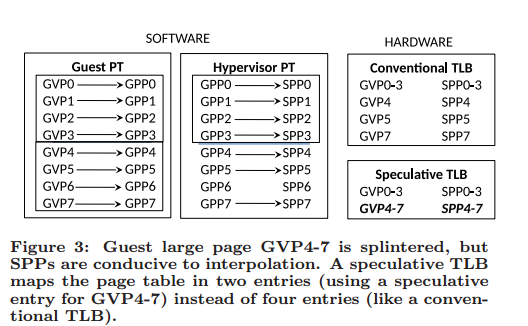 SOFTWARE
HARDWARE
Guest PT
GVP0 → GPP0
GVP1 → GPP1
GVP2 → GPP2
GVP3 → GPP3
GVP4 → GPP4
GVP5 → GPP5
GVP6 → GPP6
GVP7 → GPP7
Hypervisor PT
GPP0 → SPP0
GPP1 → SPP1
GPP2 → SPP2
GPP3 → SPP3
GPP4 → SPP4
GPP5 → SPP5
GPP6 SPP6
GPP7 → SPP7
Conventional TLB
GVP0-3 SPP0-3
GVP4 SPP4
GVP5 SPP5
GVP7 SPP7
Speculative TLB
GVP0-3 SPP0-3
GVP4-7 SPP4-7
Figure 3: Guest large page GVP4-7 is splintered, but
SPPs are conducive to interpolation. A speculative TLB
maps the page table in two entries (using a speculative
entry for GVP4-7) instead of four entries (like a conven-
tional TLB).